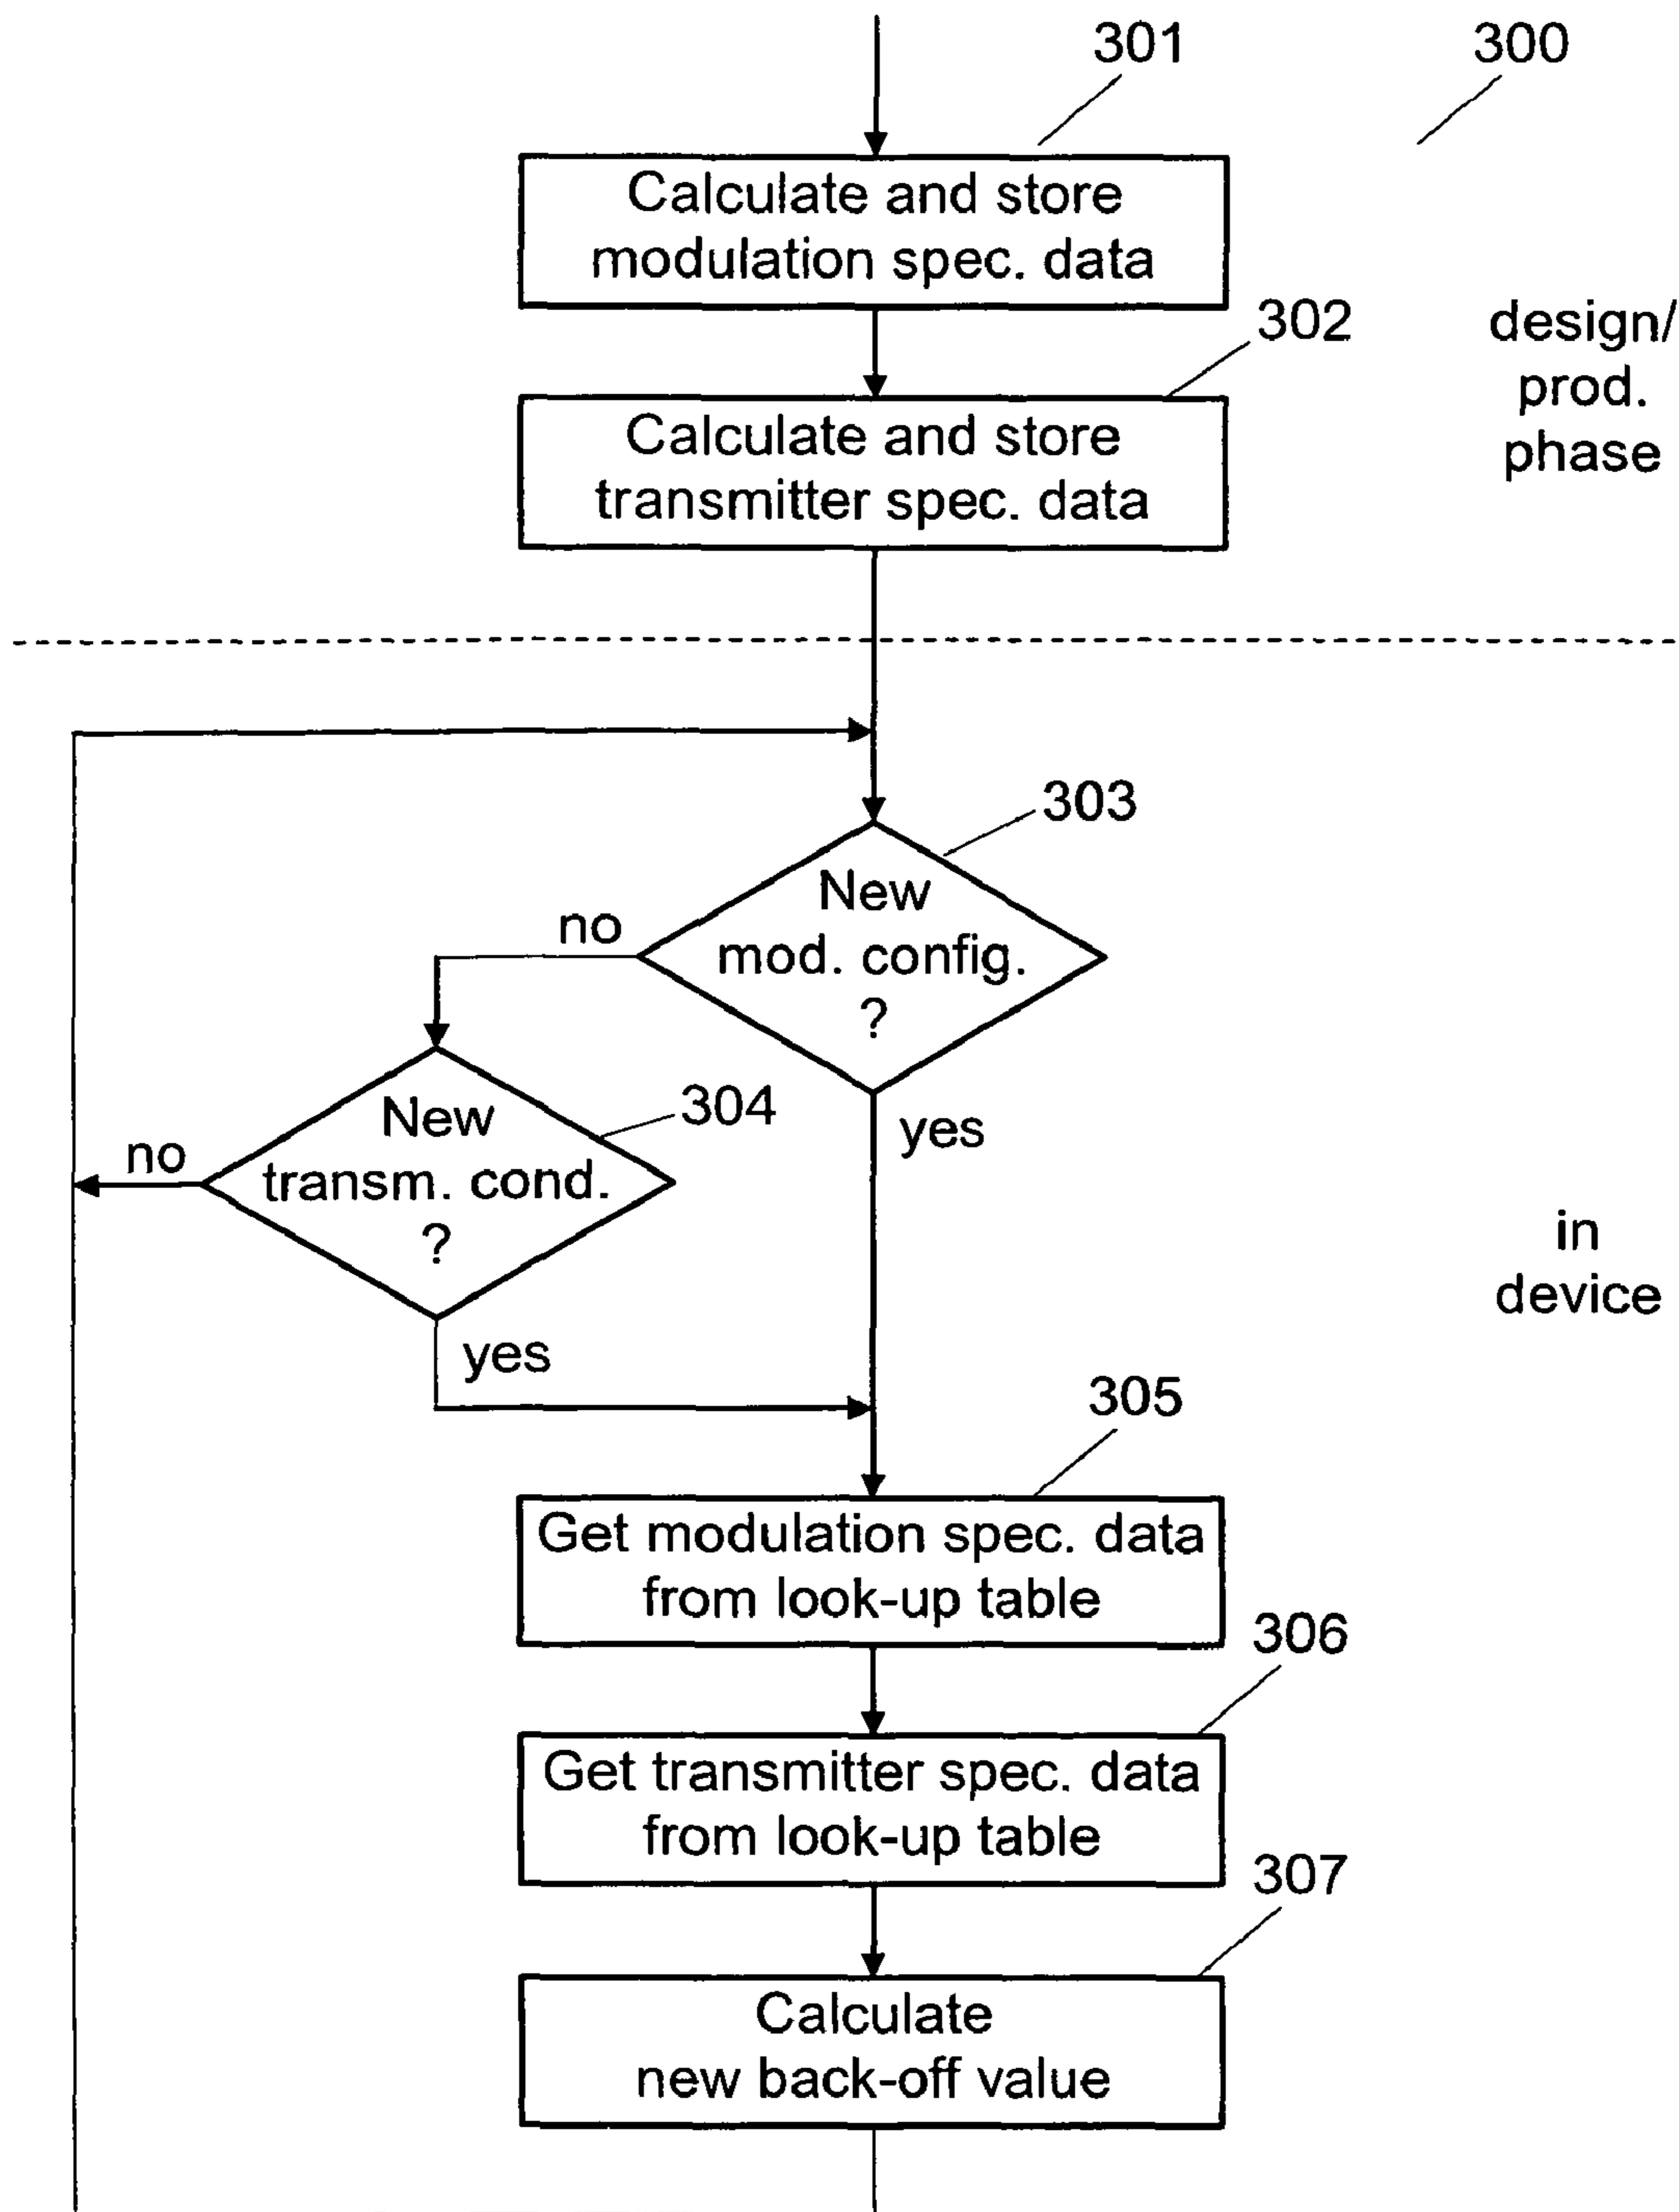 301
300
Calculate and store
modulation spec. data
302
design/
prod.
phase
Calculate and store
transmitter spec. data
303
New
mod. config.
?
no
yes
304
New
transm. cond.
?
no
yes
in
device
305
Get modulation spec. data
from look-up table
306
Get transmitter spec. data
from look-up table
307
Calculate
new back-off value